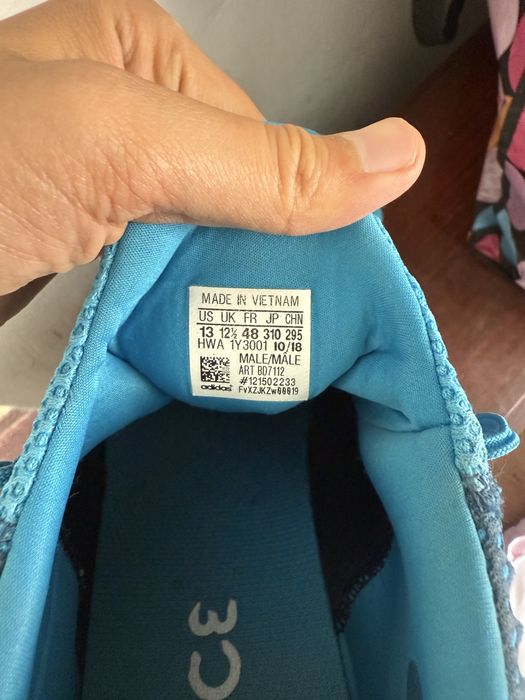 MADE IN VIETNAM
US UK FR JP CHN
13 12½ 48 310 295
HWA 1Y3001 10/18
MALE/MÂLE
ART BD7112
#121502233
adidas FvXZJKZw00019